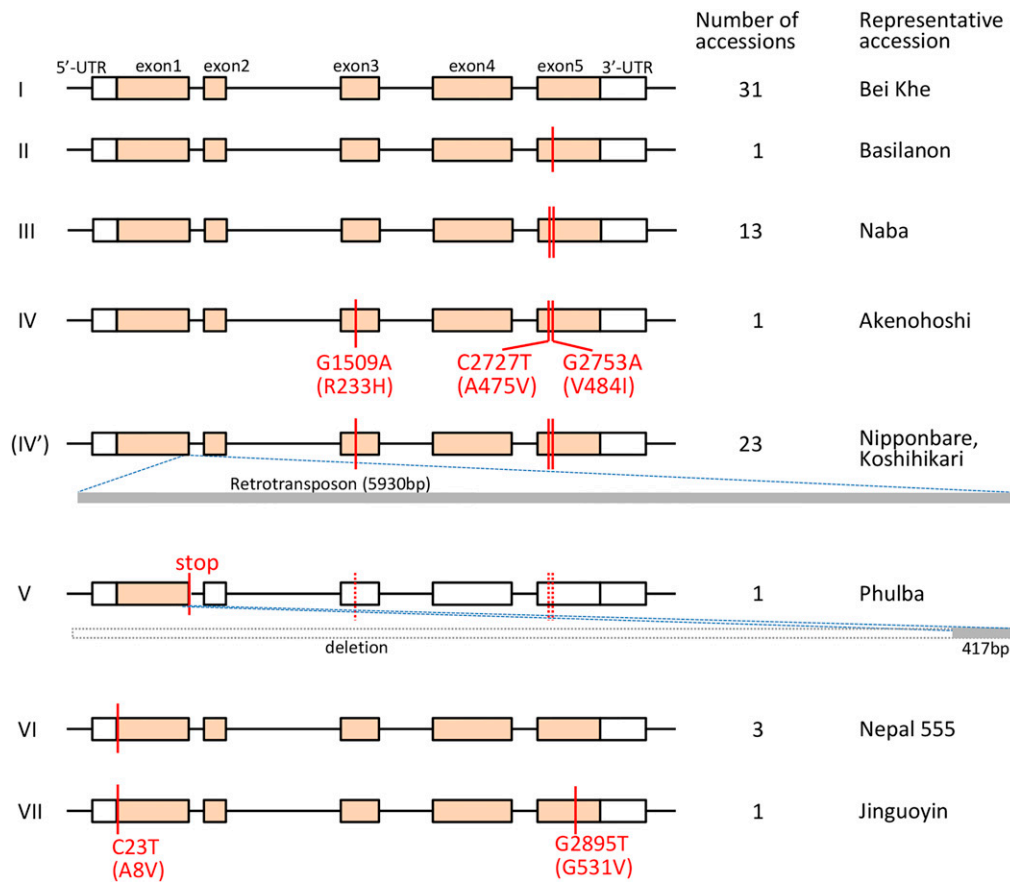 Number of accessions
Representative accession
5’-UTR exon1 exon2 exon3 exon4 exon5 3’-UTR
I 31 Bei Khe
II 1 Basilanon
III 13 Naba
IV 1 Akenohoshi
G1509A C2727T G2753A
(R233H) (A475V) (V484I)
(IV’) 23 Nipponbare,
Koshihikari
Retrotransposon (5930bp)
stop
V 1 Phulba
deletion 417bp
VI 3 Nepal 555
VII 1 Jinguoyin
C23T G2895T
(A8V) (G531V)